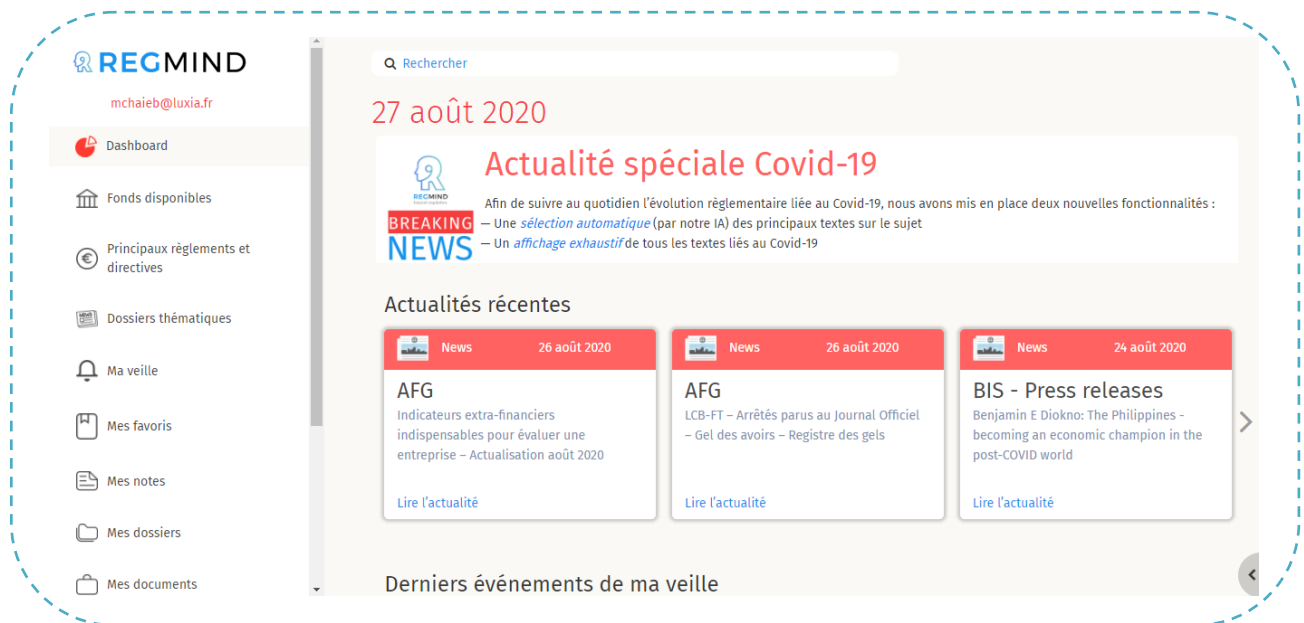 REGMIND
mchaieb@luxia.fr
Dashboard
Fonds disponibles
Principaux règlements et
directives
Dossiers thématiques
Ma veille
Mes favoris
Mes notes
Mes dossiers
Mes documents
Rechercher
27 août 2020
REGMIND
BREAKING
NEWS
Actualité spéciale Covid-19
Afin de suivre au quotidien l’évolution règlementaire liée au Covid-19, nous avons mis en place deux nouvelles fonctionnalités :
— Une sélection automatique (par notre IA) des principaux textes sur le sujet
— Un affichage exhaustif de tous les textes liés au Covid-19
Actualités récentes
News 26 août 2020
AFG
Indicateurs extra-financiers
indispensables pour évaluer une
entreprise – Actualisation août 2020
Lire l’actualité
News 26 août 2020
AFG
LCB-FT – Arrêtés parus au Journal Officiel
– Gel des avoirs – Registre des gels
Lire l’actualité
News 24 août 2020
BIS - Press releases
Benjamin E Diokno: The Philippines -
becoming an economic champion in the
post-COVID world
Lire l’actualité
Derniers événements de ma veille